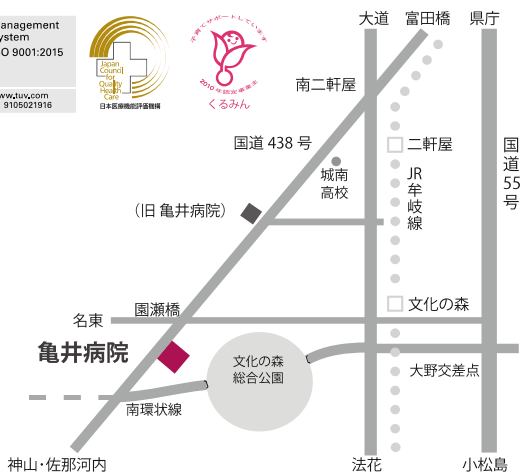 anagement
ystem
SO 9001:2015
ww.tuv.com
9105021916
Japan
Council
for
Quality
Health
Care
日本医療機能評価機構
子育てサポートしています
2010年認定事業主
くるみん
大道 富田橋 県庁
南二軒屋
国道 438 号
城南
高校
二軒屋
JR牟岐線
国道55号
（旧 亀井病院）
文化の森
園瀬橋
名東
亀井病院
文化の森
総合公園
大野交差点
南環状線
神山・佐那河内
法花
小松島